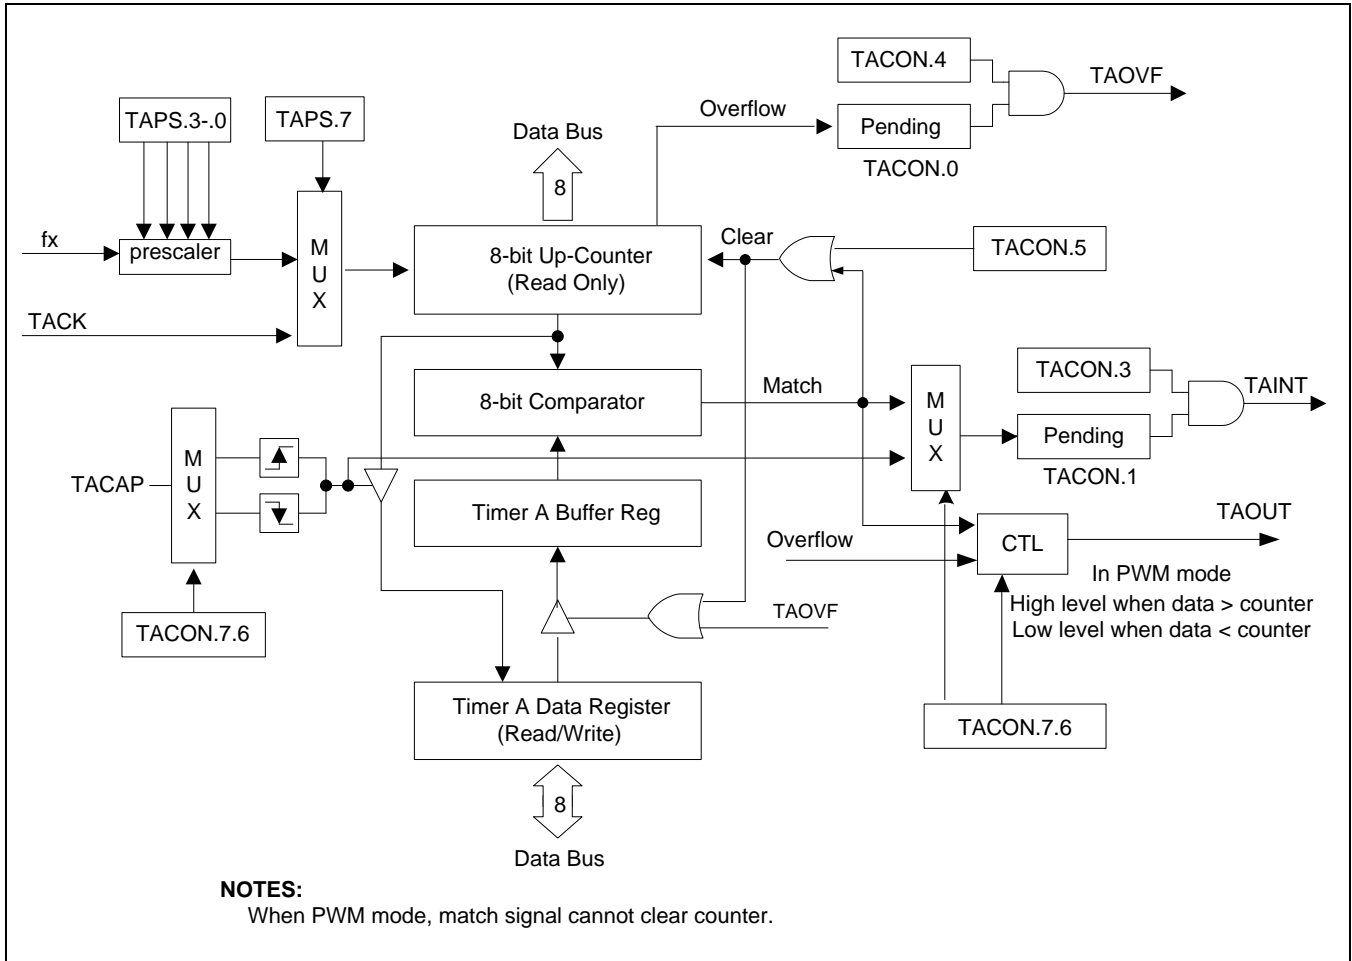 TACON.4
TAOVF
TAPS.3-.0
TAPS.7
Data Bus
Overflow
Pending
TACON.0
8
fx
prescaler
M
U
X
8-bit Up-Counter
(Read Only)
Clear
TACON.5
TACK
TACON.3
TAINT
8-bit Comparator
Match
M
U
X
Pending
TACON.1
TACAP
M
U
X
Timer A Buffer Reg
TAOUT
Overflow
CTL
In PWM mode
High level when data > counter
Low level when data < counter
TAOVF
TACON.7.6
Timer A Data Register
(Read/Write)
TACON.7.6
8
Data Bus
NOTES:
When PWM mode, match signal cannot clear counter.